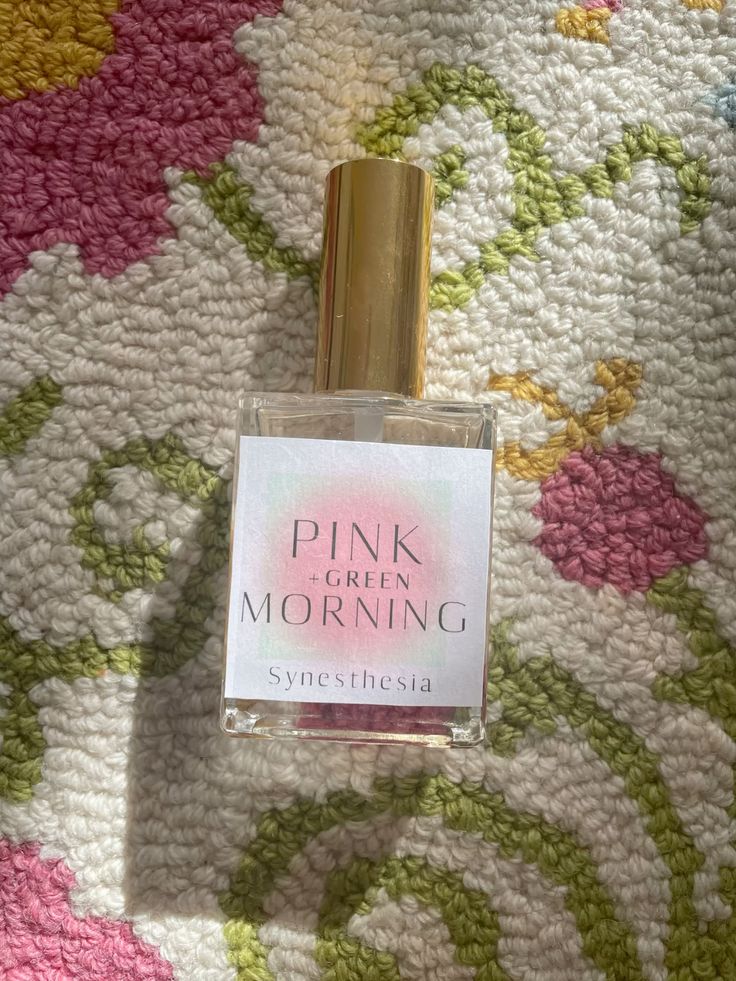 PINK
+ GREEN
MORNING
Synesthesia